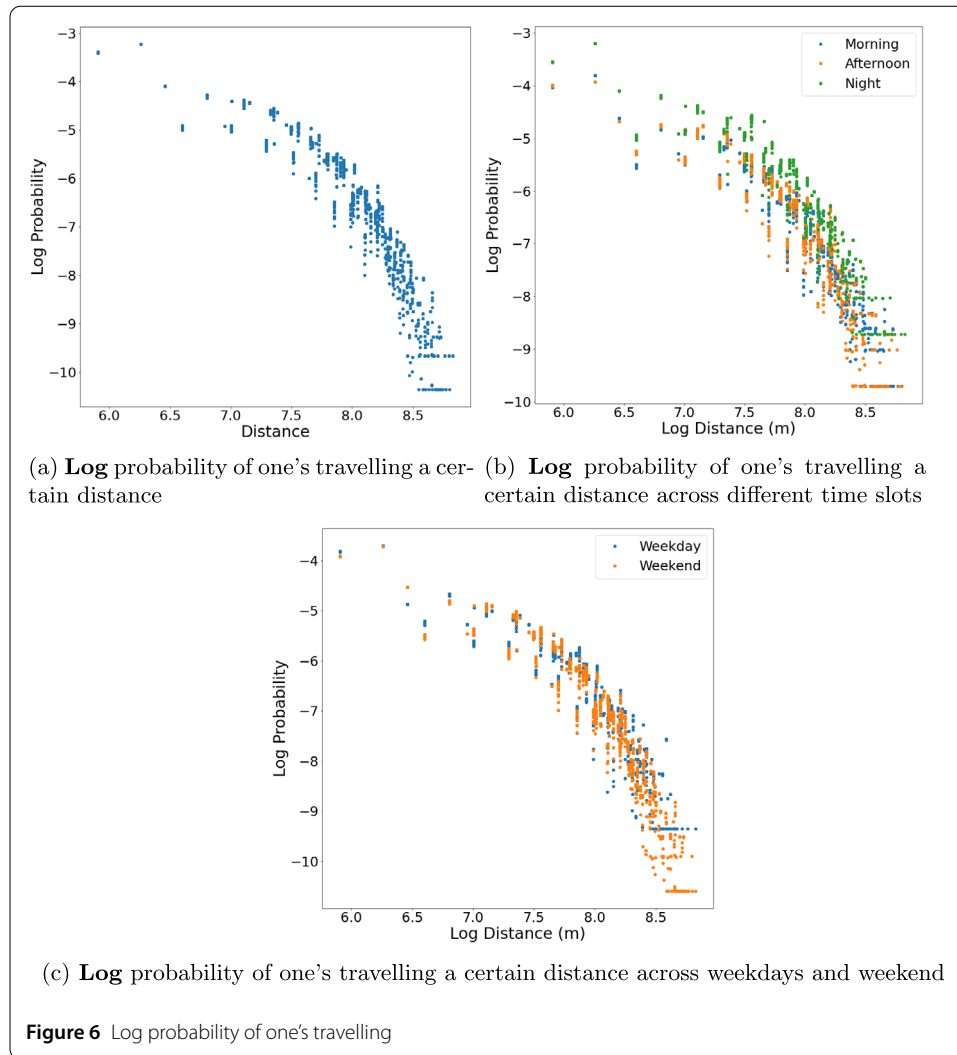 −3
−4
−5
−6
−7
−8
−9
−10
Log Probability
6.0 6.5 7.0 7.5 8.0 8.5
Distance
(a) Log probability of one's travelling a cer-
tain distance
−3
−4
−5
−6
−7
−8
−9
−10
Log Probability
Morning
Afternoon
Night
6.0 6.5 7.0 7.5 8.0 8.5
Log Distance (m)
(b) Log probability of one's travelling a
certain distance across different time slots
−4
−5
−6
−7
−8
−9
−10
Log Probability
Weekday
Weekend
6.0 6.5 7.0 7.5 8.0 8.5
Log Distance (m)
(c) Log probability of one's travelling a certain distance across weekdays and weekend
Figure 6 Log probability of one's travelling